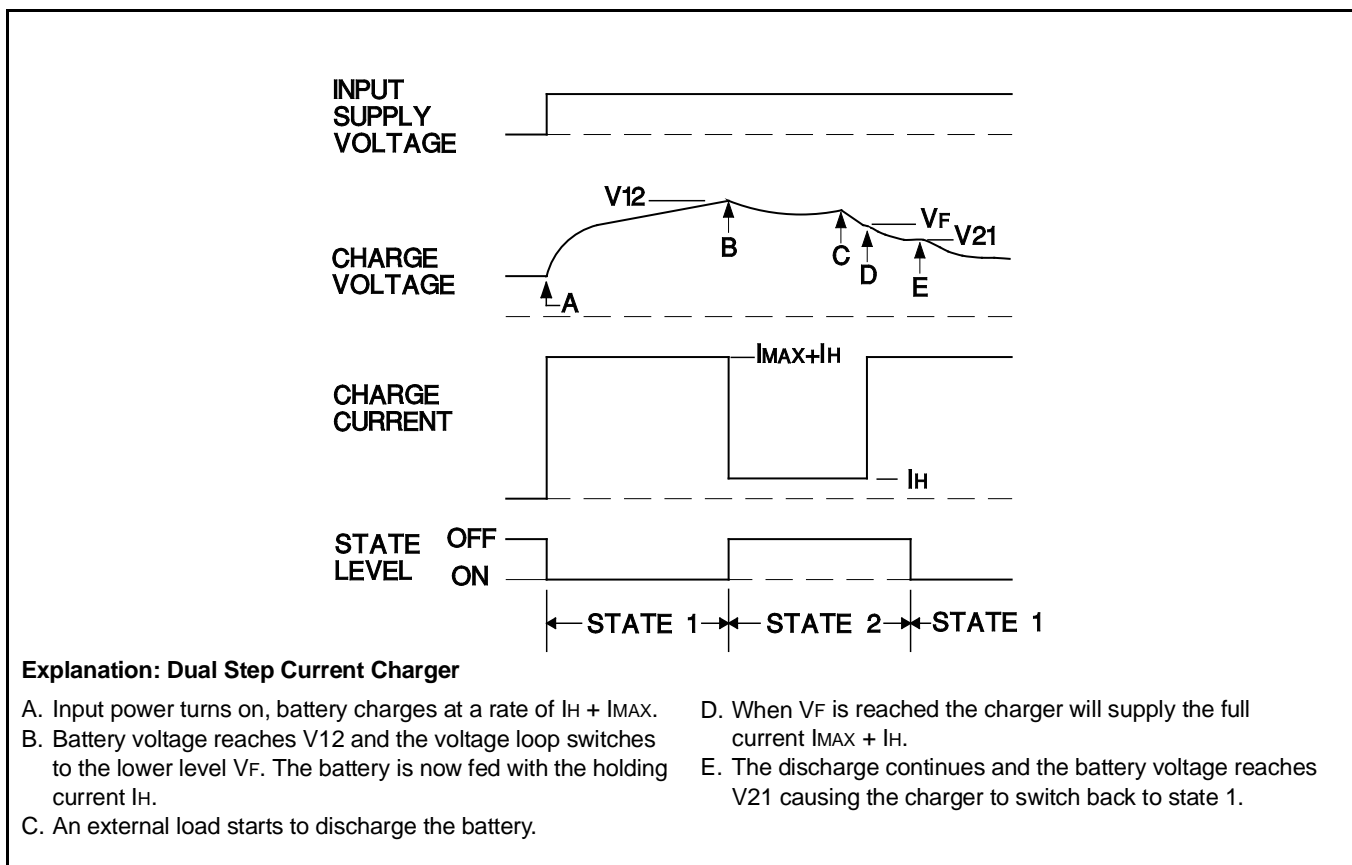 INPUT
SUPPLY
VOLTAGE
V12
VF
V21
B
C
D
E
CHARGE
VOLTAGE
A
IMAX+IH
CHARGE
CURRENT
IH
STATE
LEVEL
OFF
ON
STATE 1
STATE 2
STATE 1
Explanation: Dual Step Current Charger
A. Input power turns on, battery charges at a rate of IH + IMAX.
B. Battery voltage reaches V12 and the voltage loop switches
to the lower level VF. The battery is now fed with the holding
current IH.
C. An external load starts to discharge the battery.
D. When VF is reached the charger will supply the full
current IMAX + IH.
E. The discharge continues and the battery voltage reaches
V21 causing the charger to switch back to state 1.